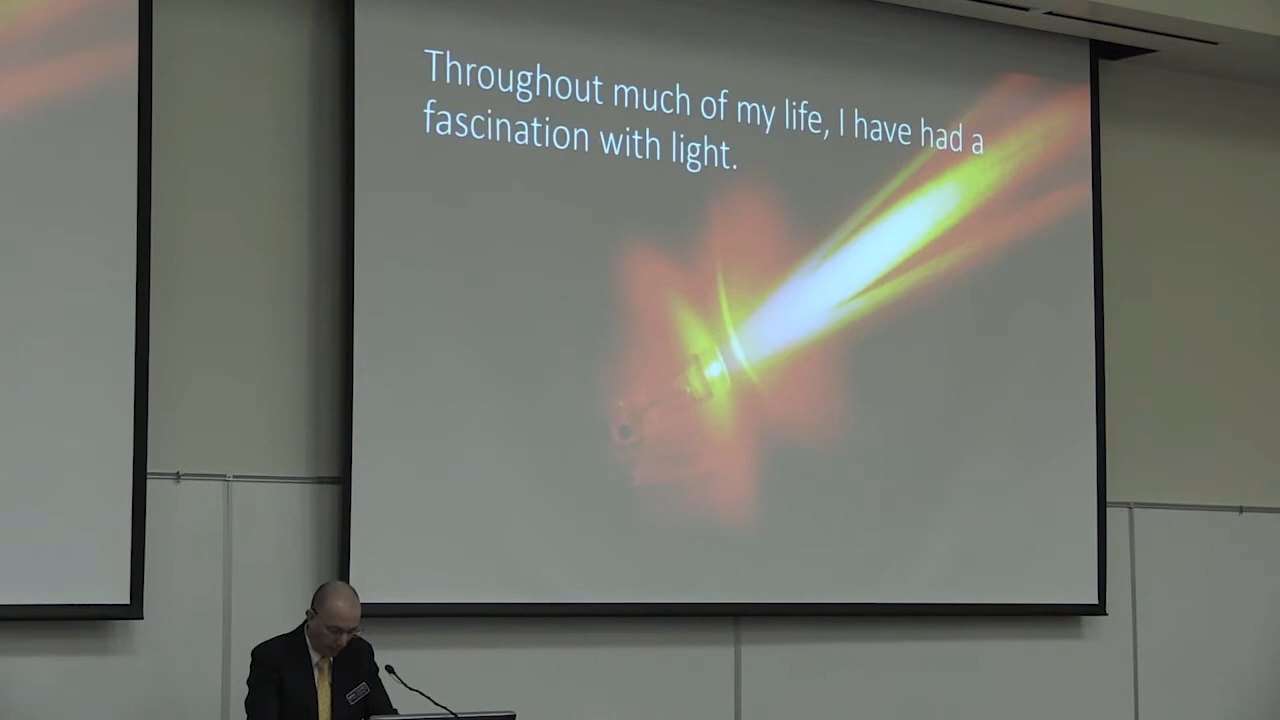 Throughout much of my life, I have had a
fascination with light.